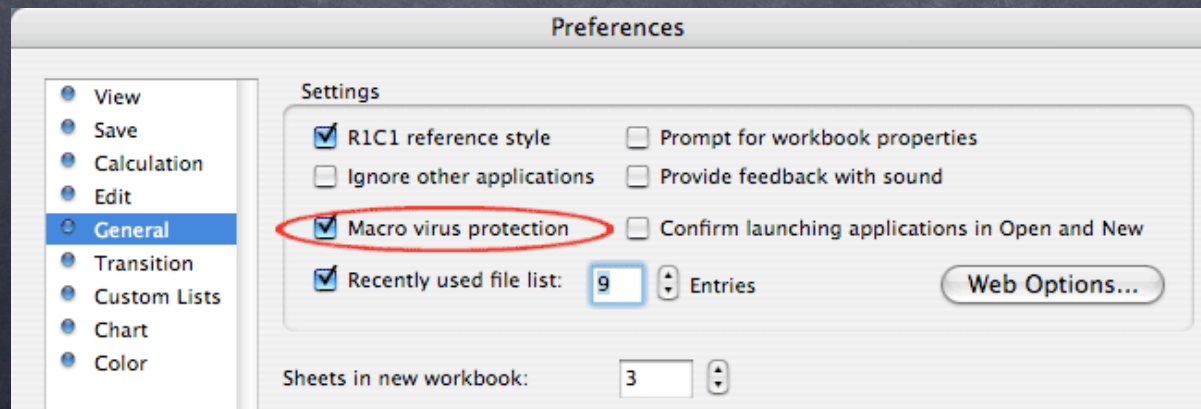 Preferences
View
Save
Calculation
Edit
General
Transition
Custom Lists
Chart
Color
Settings
R1C1 reference style
Prompt for workbook properties
Ignore other applications
Provide feedback with sound
Macro virus protection
Confirm launching applications in Open and New
Recently used file list: 9 Entries
Web Options...
Sheets in new workbook: 3